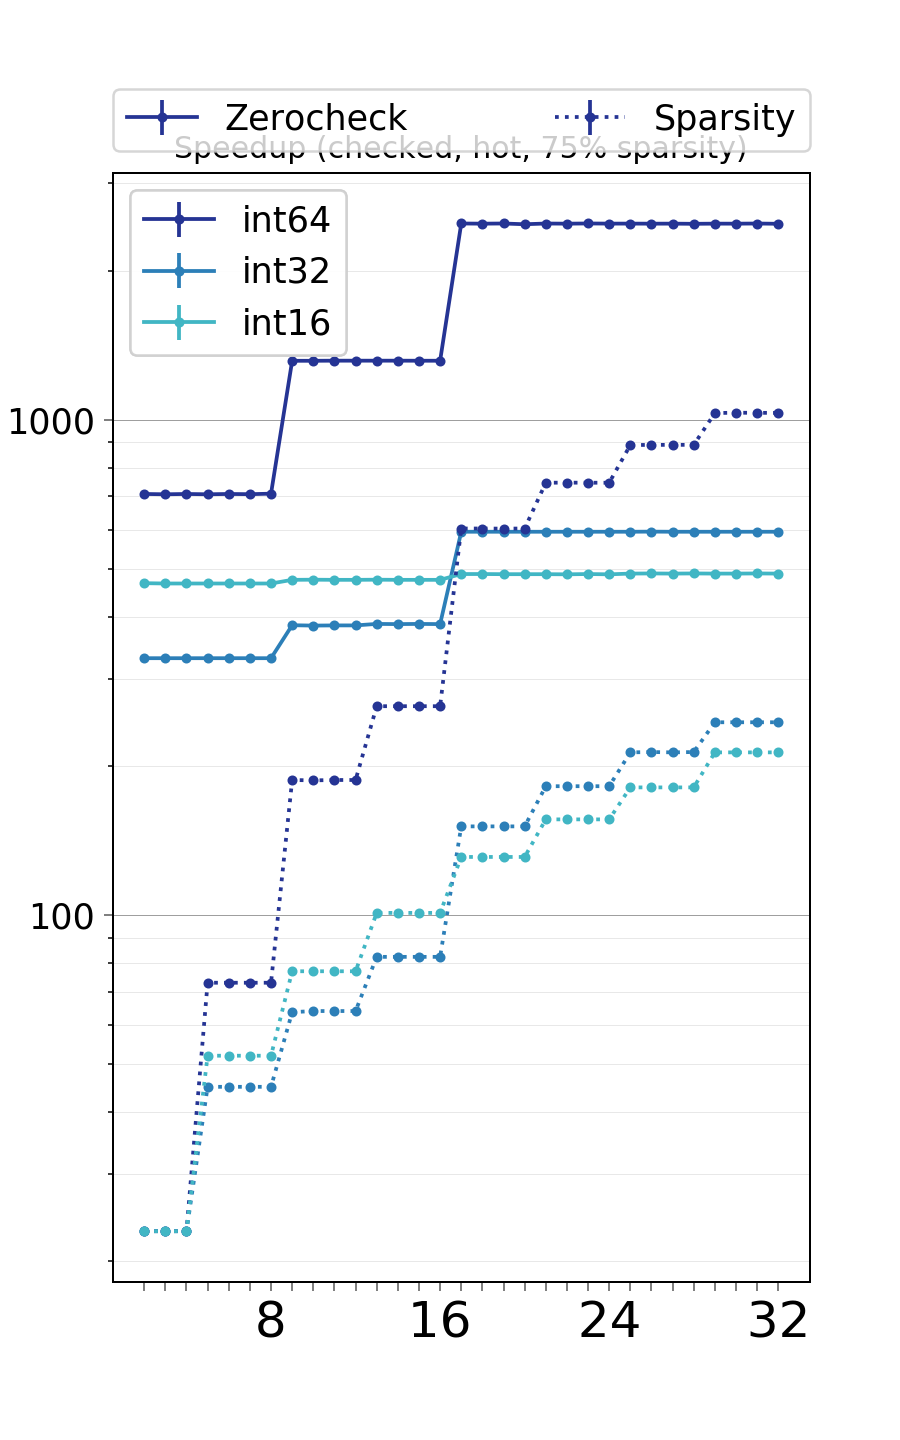 Zerocheck Sparsity
Speedup (checked, hot, 75% sparsity)
int64
int32
int16
1000
100
8 16 24 32